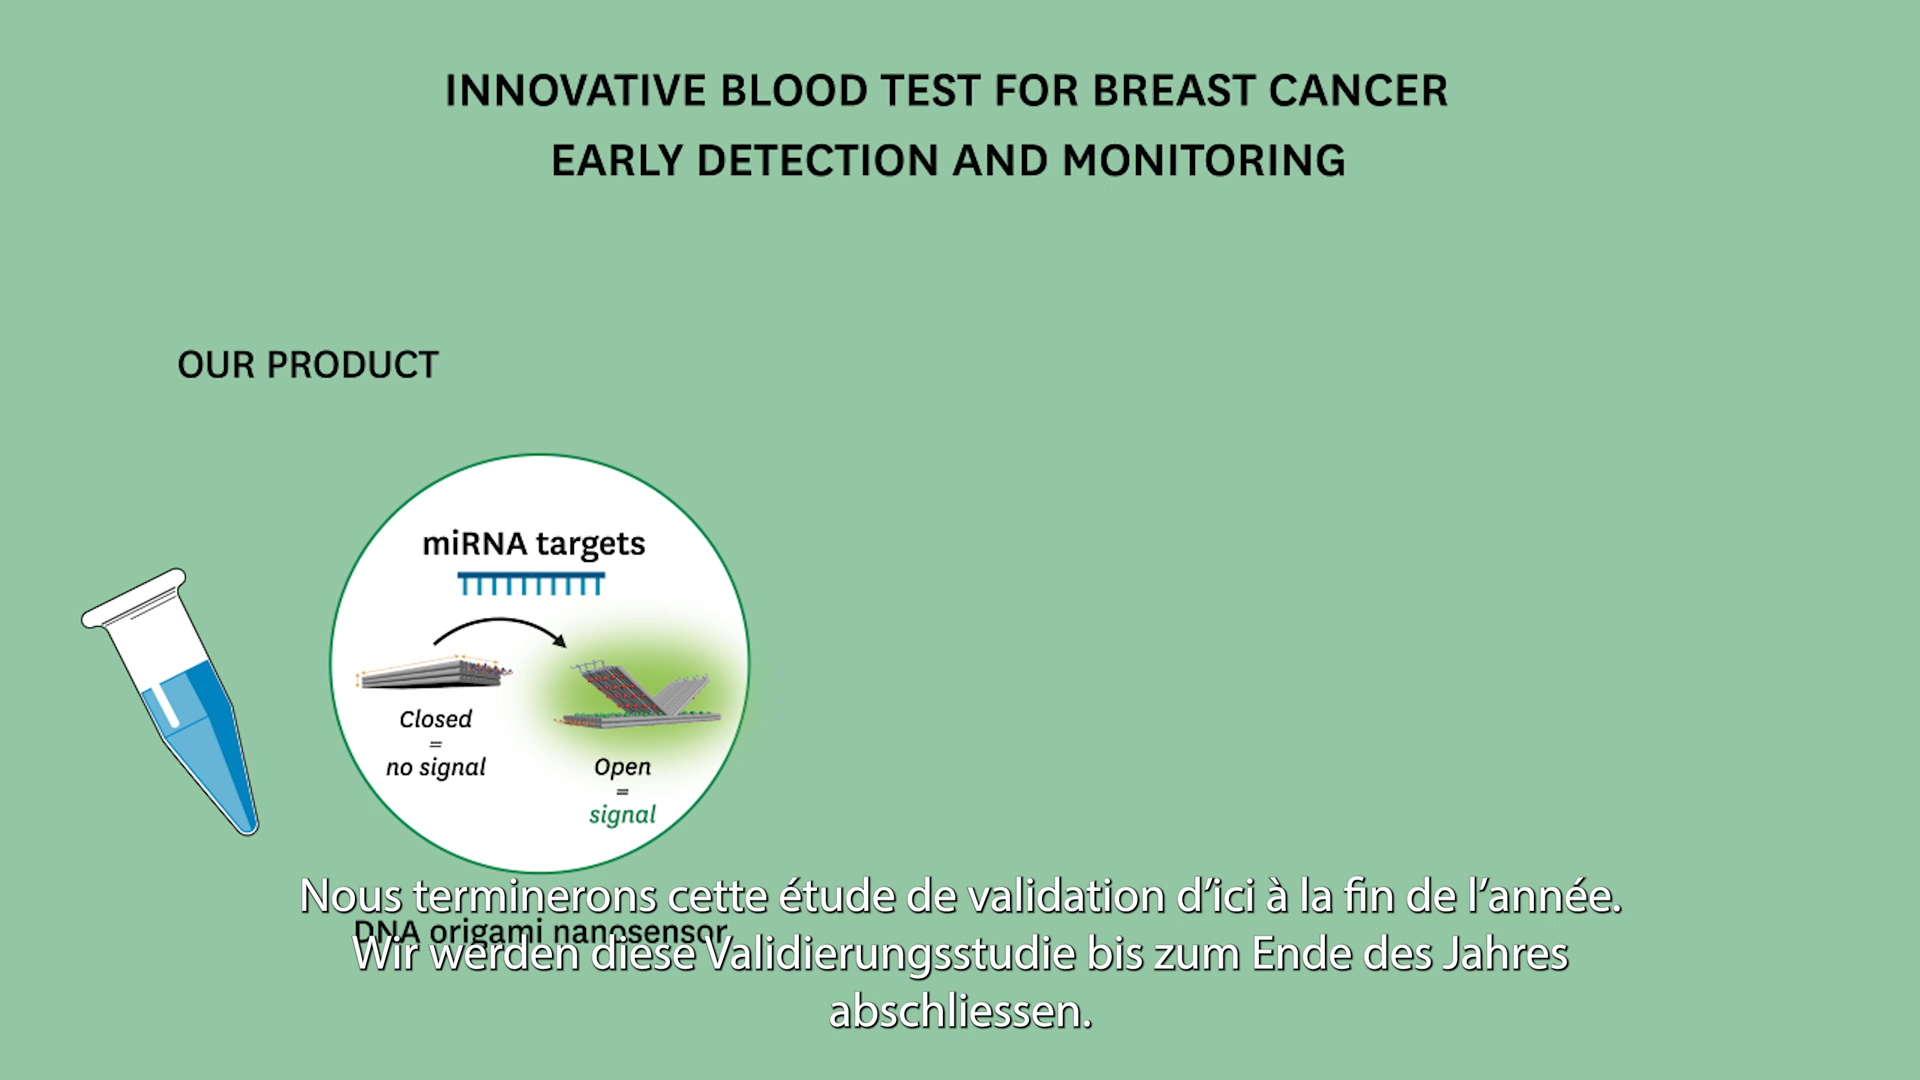 INNOVATIVE BLOOD TEST FOR BREAST CANCER
EARLY DETECTION AND MONITORING
OUR PRODUCT
miRNA targets
Closed
=
no signal
Open
=
signal
DNA origami nanosensor
Nous terminerons cette étude de validation d’ici à la fin de l’année.
Wir werden diese Validierungsstudie bis zum Ende des Jahres
abschliessen.